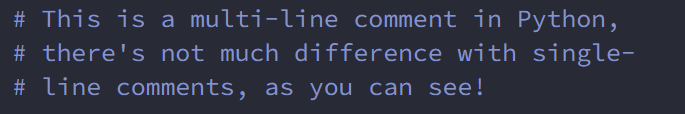 # This is a multi-line comment in Python,
# there's not much difference with single-
# line comments, as you can see!